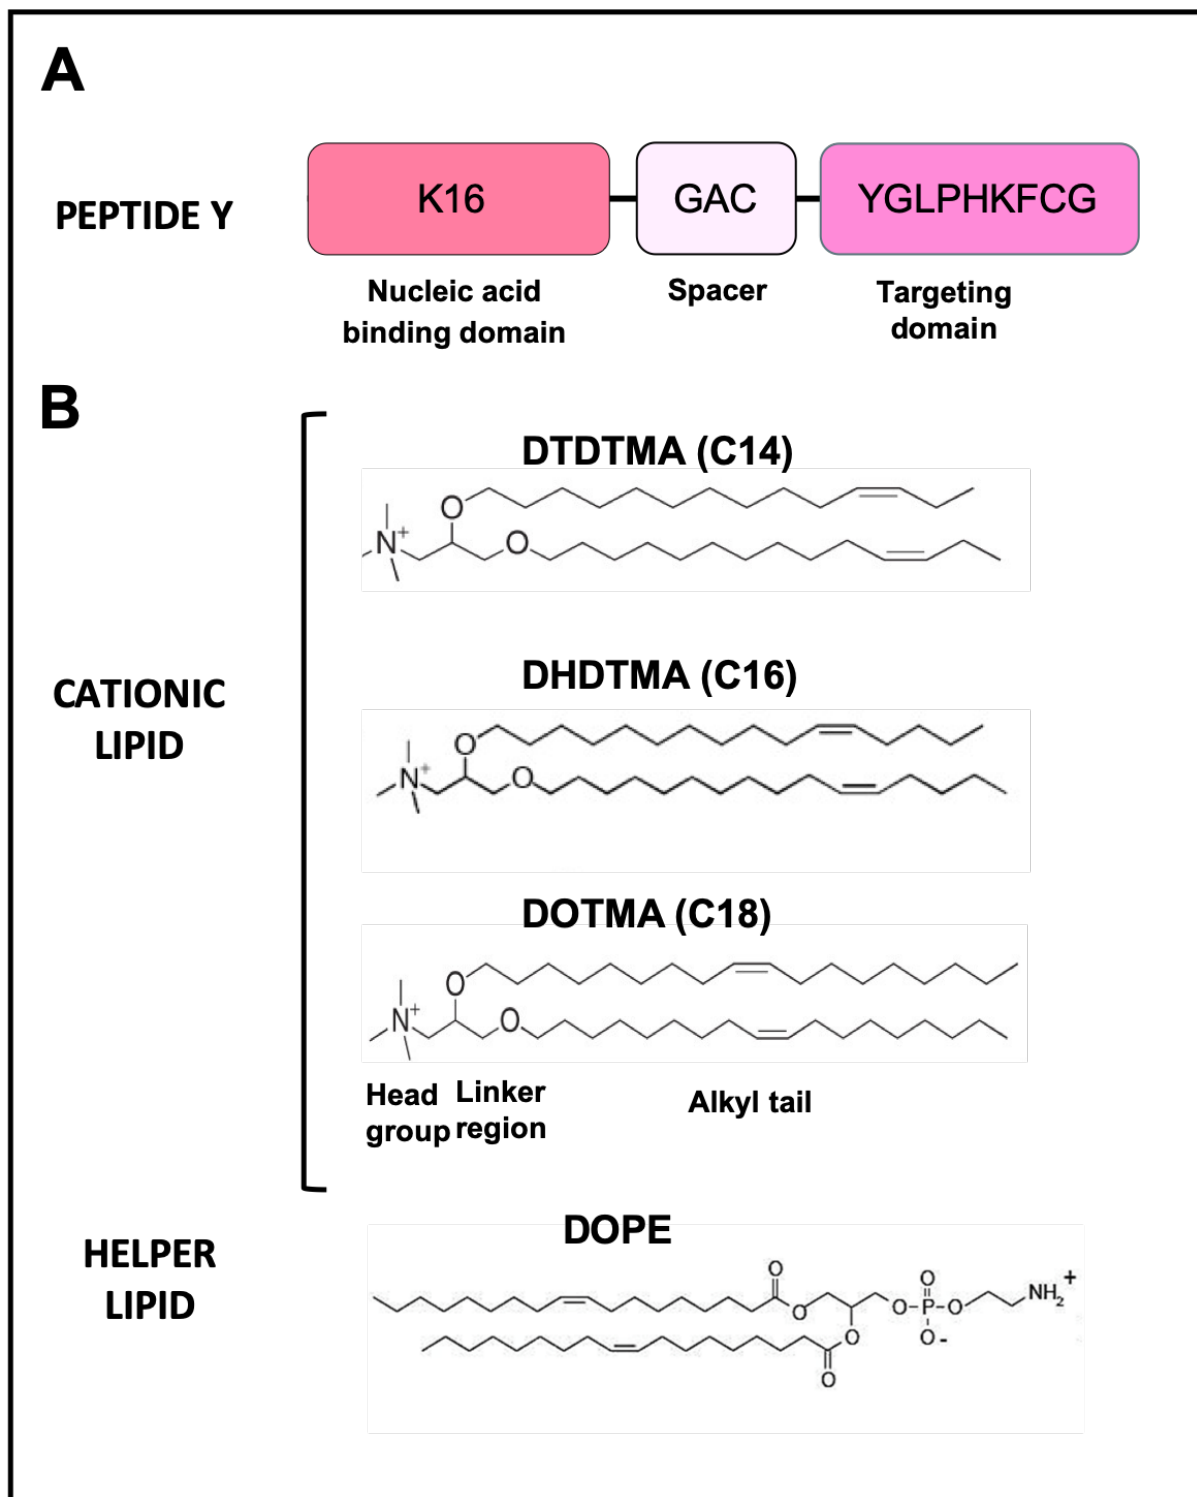 A
PEPTIDE Y
K16
GAC
YGLPHKFCG
Nucleic acid
binding domain
Spacer
Targeting
domain
B
CATIONIC
LIPID
DTDTMA (C14)
O
N+
O
DHDTMA (C16)
O
N+
O
DOTMA (C18)
O
N+
O
Head
group
Linker
region
Alkyl tail
HELPER
LIPID
DOPE
O
O
O
O
O-P-O
NH2+
O-
O